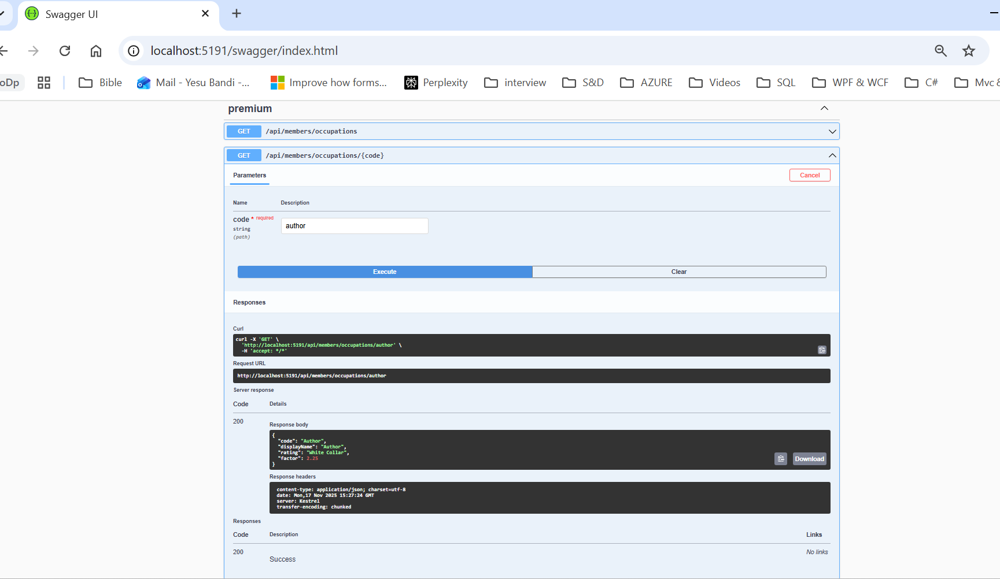 Swagger UI
localhost:5191/swagger/index.html
oDp
Bible
Mail - Yesu Bandi -...
Improve how forms...
Perplexity
interview
S&D
AZURE
Videos
SQL
WPF & WCF
C#
Mvc &
premium
GET /api/members/occupations
GET /api/members/occupations/{code}
Parameters
Cancel
Name Description
code * required
string
(path)
author
Execute
Clear
Responses
Curl
curl -X 'GET' \
'http://localhost:5191/api/members/occupations/author' \
-H 'accept: */*'
Request URL
http://localhost:5191/api/members/occupations/author
Server response
Code Details
200
Response body
{
"code": "Author",
"displayName": "Author",
"rating": "White Collar",
"factor": 2.25
}
Download
Response headers
content-type: application/json; charset=utf-8
date: Mon,17 Nov 2025 15:27:24 GMT
server: Kestrel
transfer-encoding: chunked
Responses
Code Description Links
200
Success
No links